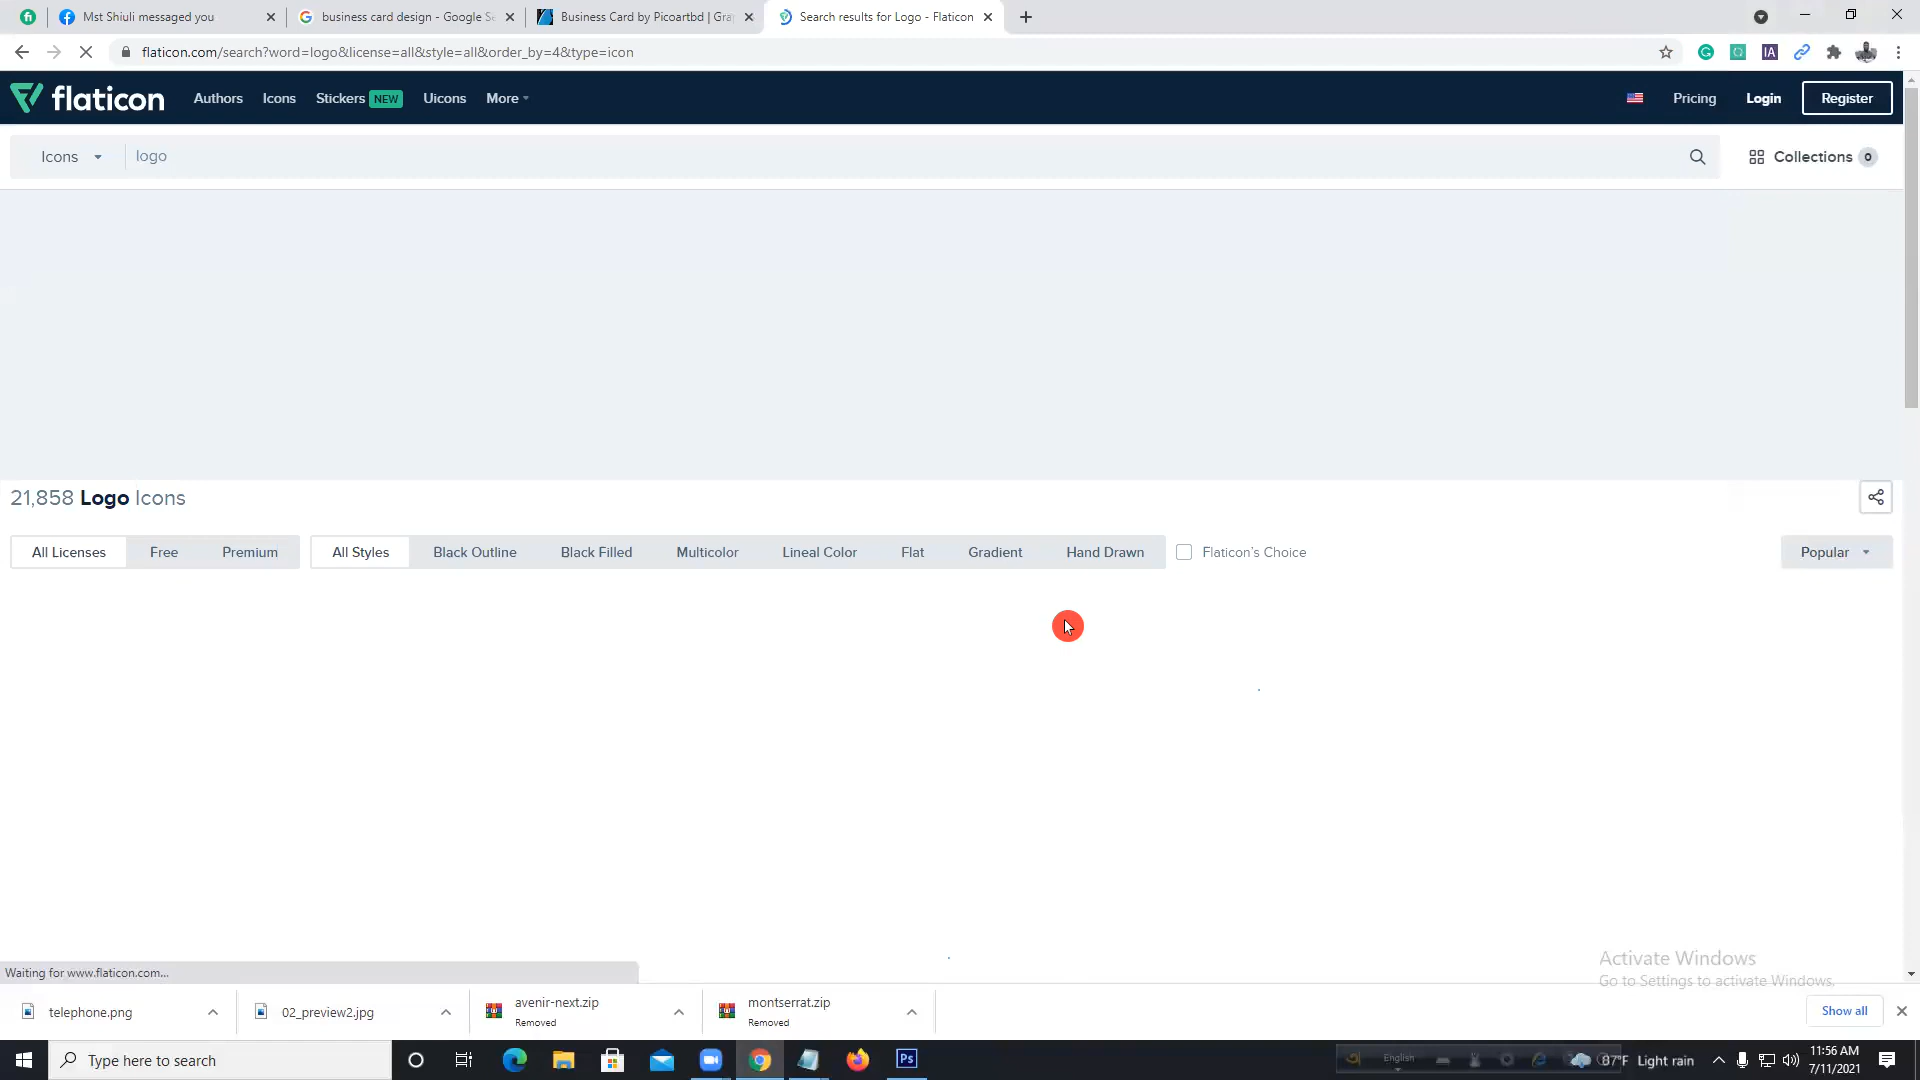 Mst Shiuli messaged you
business card design - Google Se
Business Card by Picoartbd | Gra
Search results for Logo - Flaticon
flaticon.com/search?word=logo&license=all&style=all&order_by=4&type=icon
flaticon Authors Icons Stickers NEW Uicons More Pricing Login Register
Icons logo Collections 0
21,858 Logo Icons
All Licenses Free Premium All Styles Black Outline Black Filled Multicolor Lineal Color Flat Gradient Hand Drawn Flaticon's Choice Popular
Activate Windows
Go to Settings to activate Windows.
Waiting for www.flaticon.com...
telephone.png
02_preview2.jpg
avenir-next.zip
Removed
montserrat.zip
Removed
Show all
Type here to search
Ps
English
87°F Light rain
11:56 AM
7/11/2021